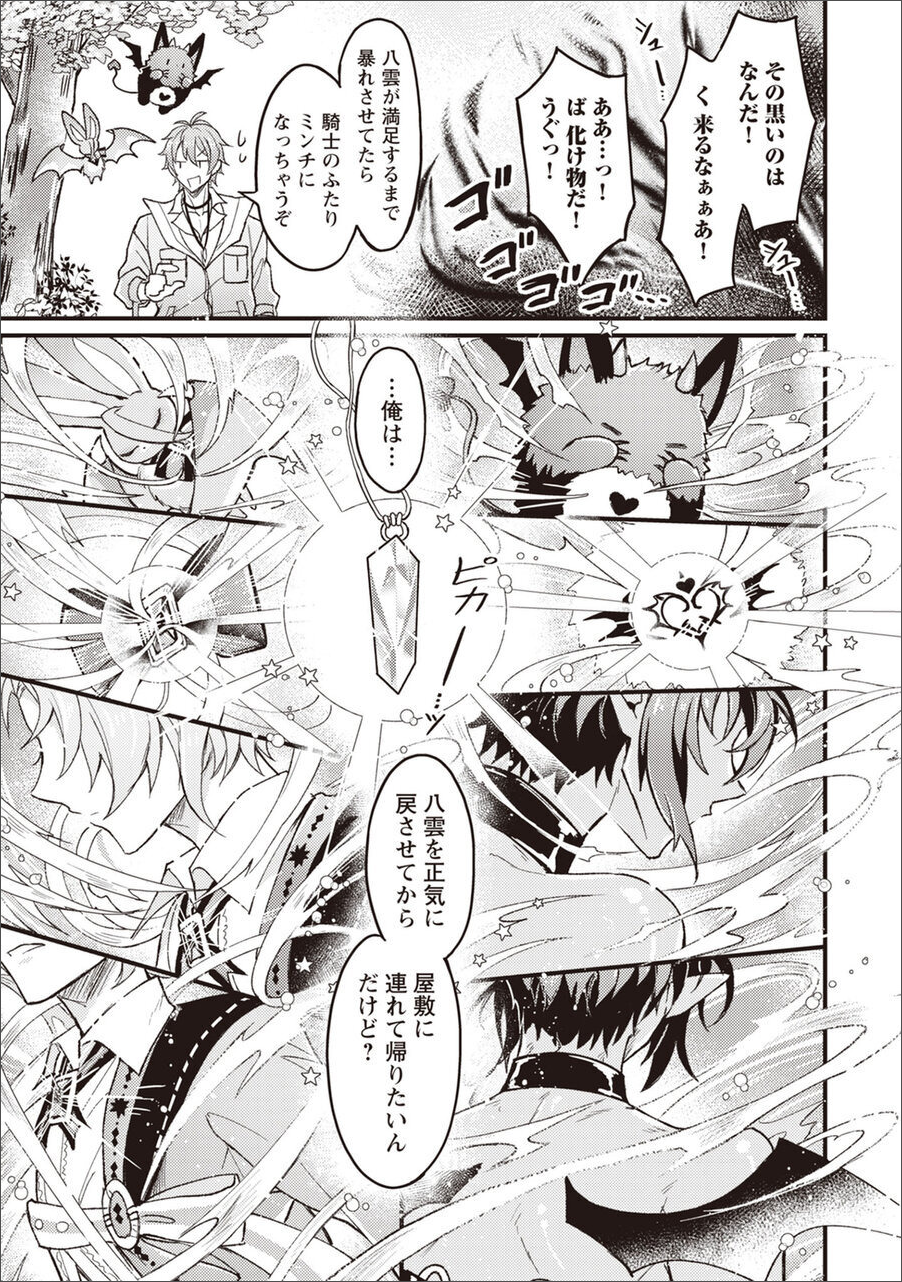 その黒いのは
なんだ！
く 来るなぁぁあ！
シュー…
シュー
ああ…っ！
ば 化け物だ！
うぐっ！
ゴゴゴゴゴ…
八雲が満足するまで
暴れさせてたら
騎士のふたり
ミンチに
なっちゃうぞ
…俺は…
ピカーーー…ッ
八雲を正気に
戻させてから
屋敷に
連れて帰りたいん
だけど？